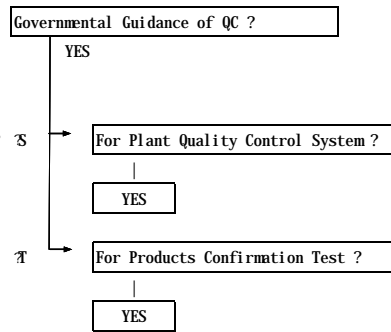 Governmental Guidance of QC ?
YES
?S
For Plant Quality Control System ?
YES
?T
For Products Confirmation Test ?
YES